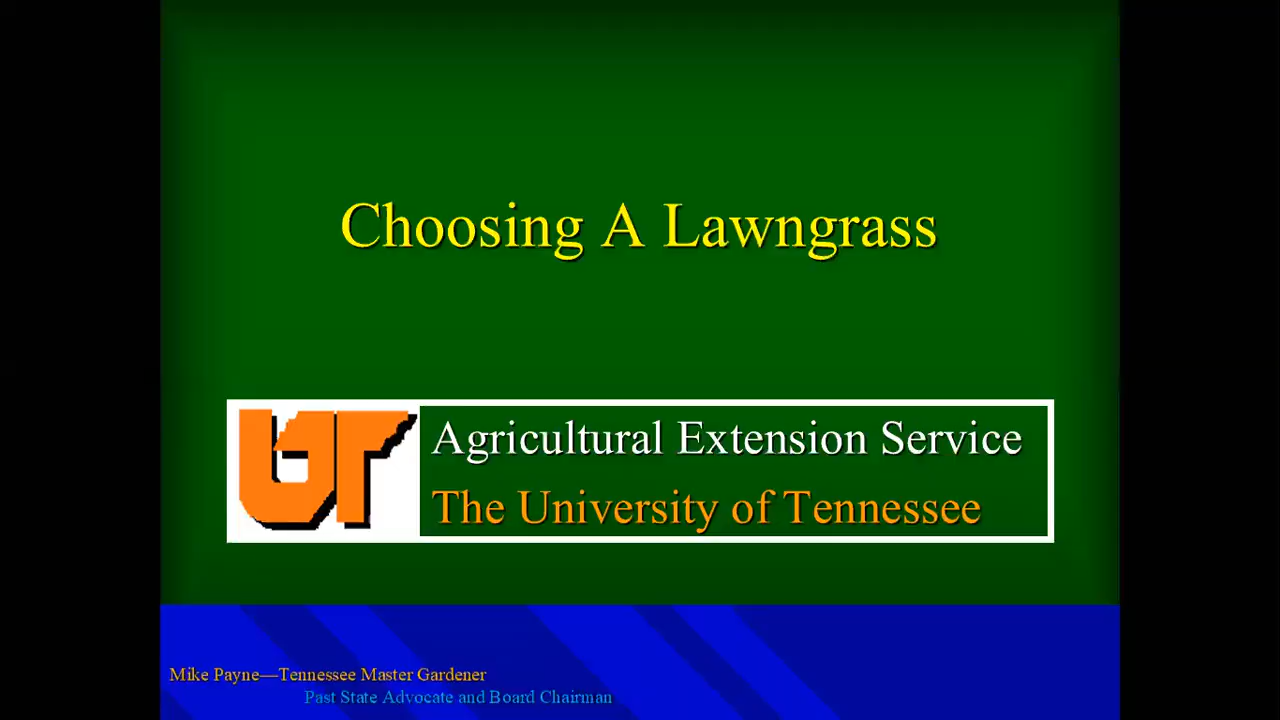 Choosing A Lawngrass
UT
Agricultural Extension Service
The University of Tennessee
Mike Payne—Tennessee Master Gardener
Past State Advocate and Board Chairman